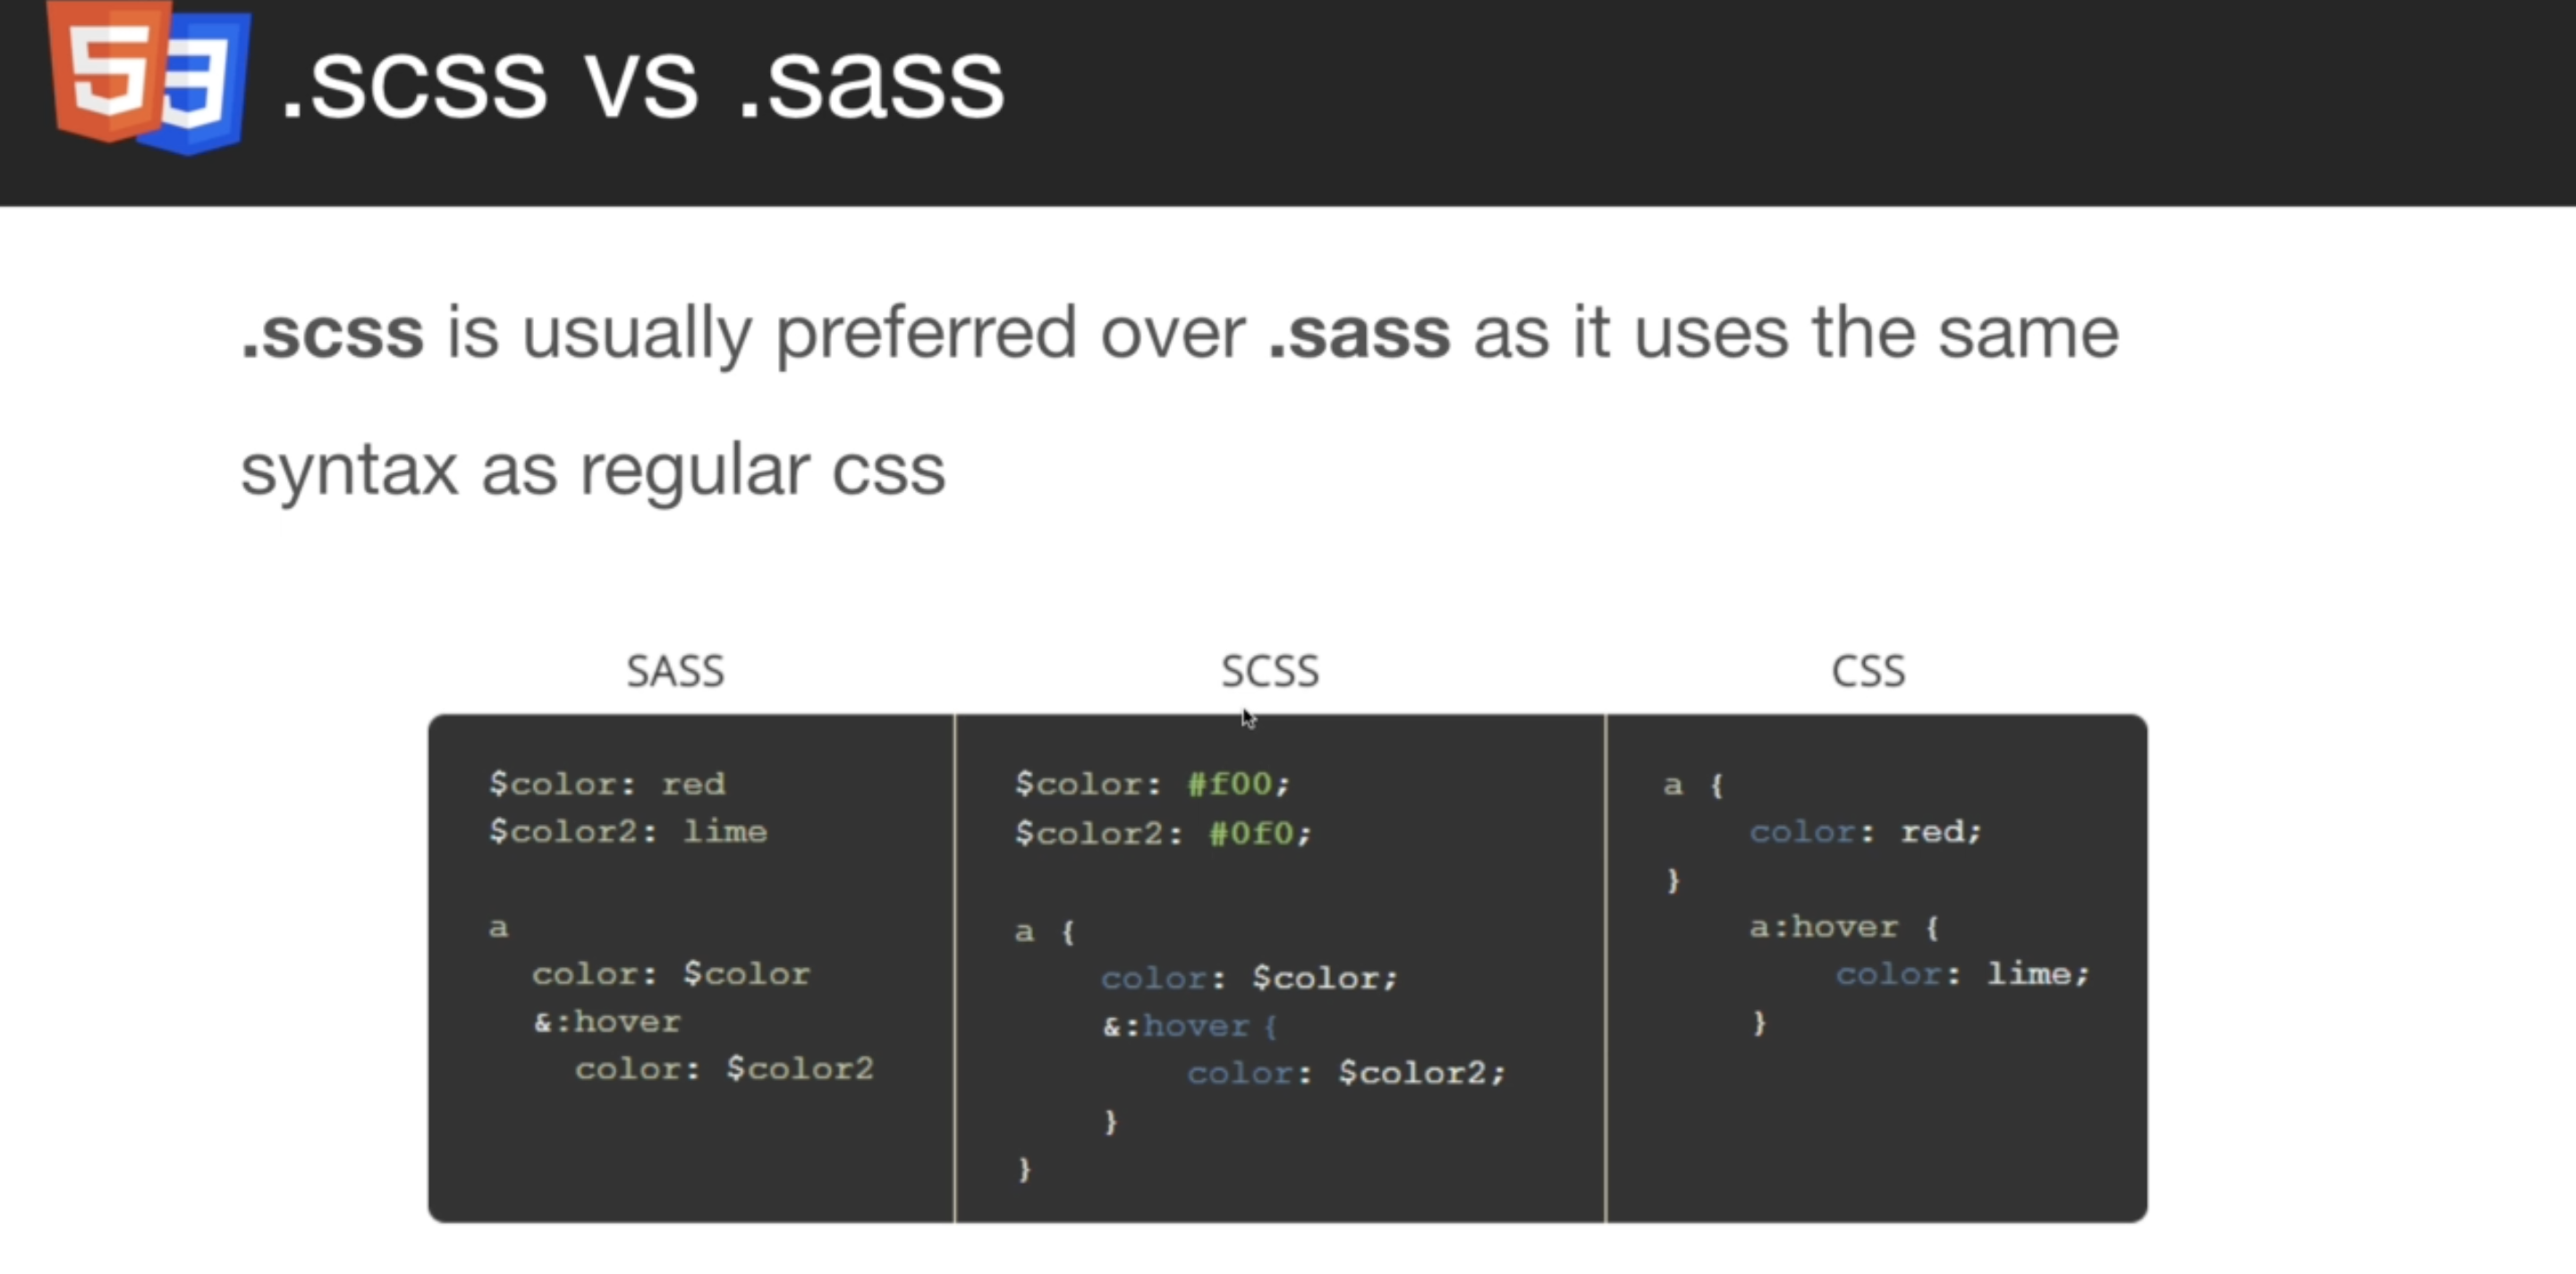 .scss vs .sass
.scss is usually preferred over .sass as it uses the same
syntax as regular css
SASS
$color: red
$color2: lime
a
color: $color
&:hover
color: $color2
SCSS
$color: #f00;
$color2: #0f0;
a {
color: $color;
&:hover {
color: $color2;
}
}
CSS
a {
color: red;
}
a:hover {
color: lime;
}